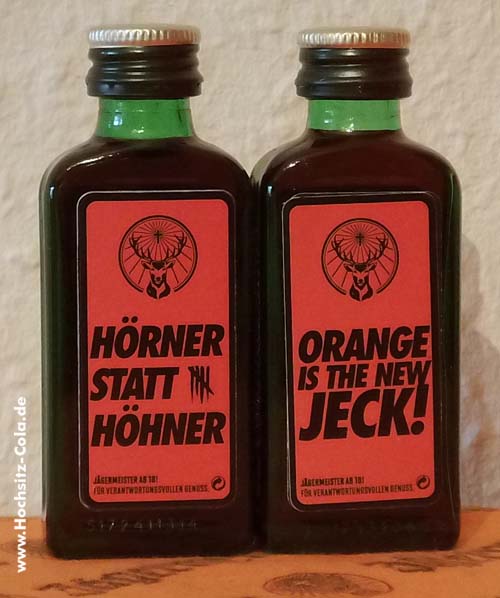 HÖRNER
STATT
HÖHNER
JÄGERMEISTER AB 18!
FÜR VERANTWORTUNGSVOLLEN GENUSS.
ORANGE
IS THE NEW
JECK!
JÄGERMEISTER AB 18!
FÜR VERANTWORTUNGSVOLLEN GENUSS.
www.Hochsitz-Cola.de